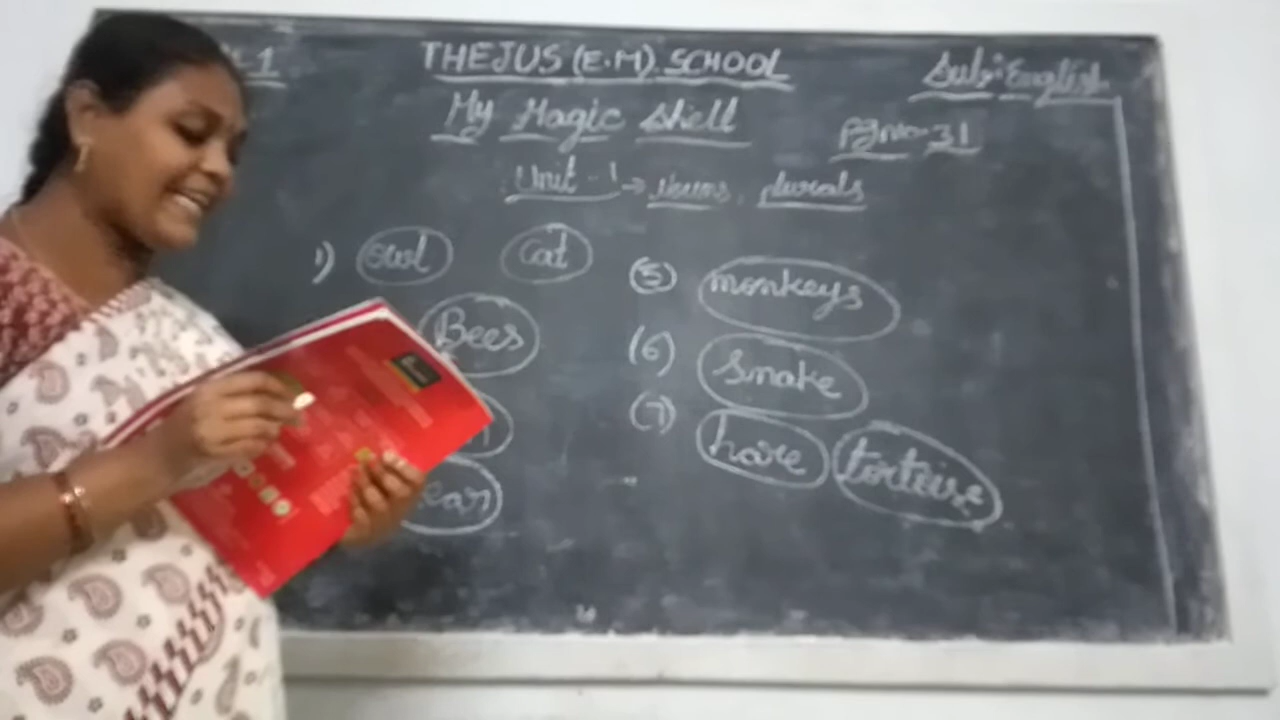 -1
THEJUS (E.M). SCHOOL
Sub:- English
My Magic Shell
Pg no-31
Unit - 1 → Nouns, plurals
1) owl cat
(5) monkeys
Bees
(6) Snake
(7) hare tortoise